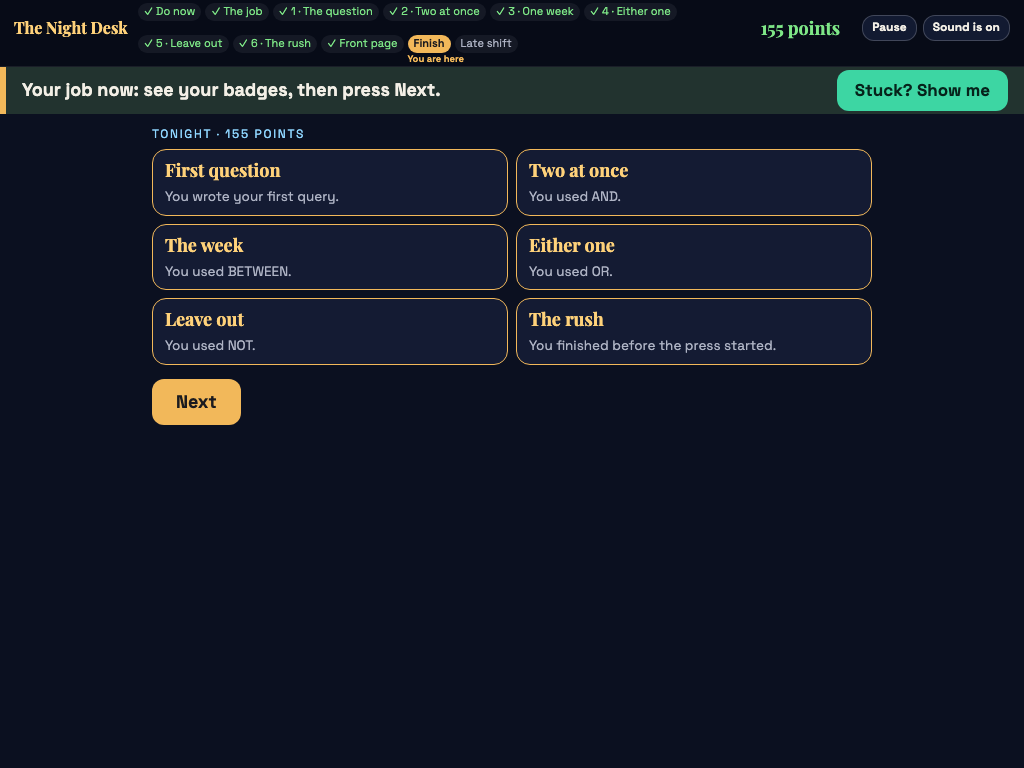 The Night Desk
✓ Do now ✓ The job ✓ 1 · The question ✓ 2 · Two at once ✓ 3 · One week ✓ 4 · Either one
✓ 5 · Leave out ✓ 6 · The rush ✓ Front page Finish Late shift
You are here
155 points
Pause
Sound is on
Your job now: see your badges, then press Next.
Stuck? Show me
TONIGHT · 155 POINTS
First question
You wrote your first query.
Two at once
You used AND.
The week
You used BETWEEN.
Either one
You used OR.
Leave out
You used NOT.
The rush
You finished before the press started.
Next